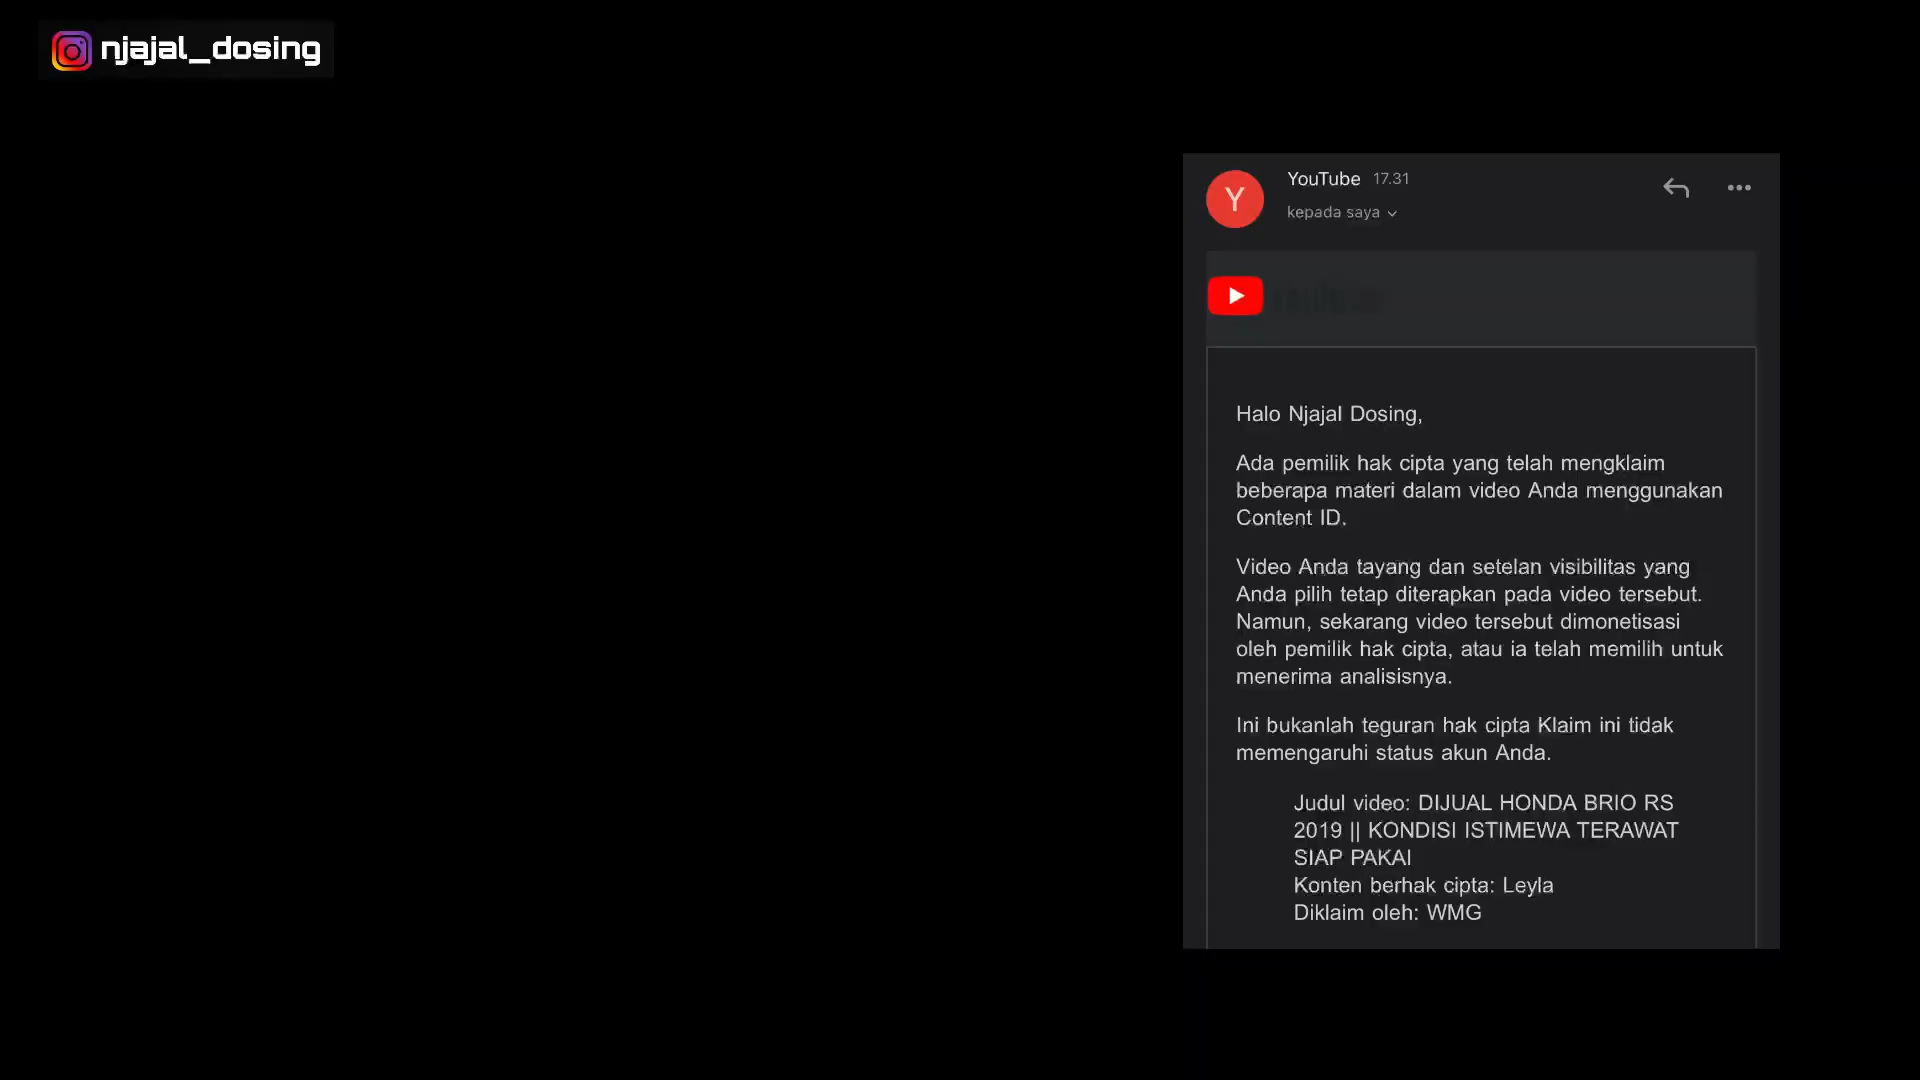 njajal_dosing
Y
YouTube 17.31
kepada saya
Halo Njajal Dosing,
Ada pemilik hak cipta yang telah mengklaim
beberapa materi dalam video Anda menggunakan
Content ID.
Video Anda tayang dan setelan visibilitas yang
Anda pilih tetap diterapkan pada video tersebut.
Namun, sekarang video tersebut dimonetisasi
oleh pemilik hak cipta, atau ia telah memilih untuk
menerima analisisnya.
Ini bukanlah teguran hak cipta Klaim ini tidak
memengaruhi status akun Anda.
Judul video: DIJUAL HONDA BRIO RS
2019 || KONDISI ISTIMEWA TERAWAT
SIAP PAKAI
Konten berhak cipta: Leyla
Diklaim oleh: WMG